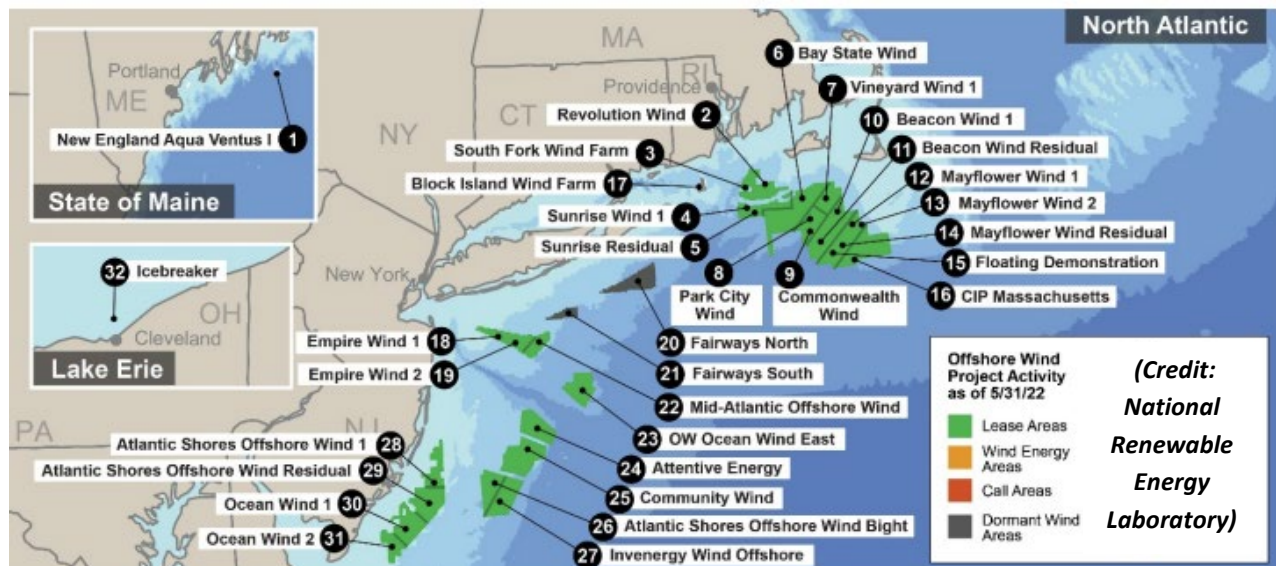 North Atlantic
MA
RI
Providence
CT
NY
New York
PA
NJ
Portland
ME
New England Aqua Ventus I 1
State of Maine
32 Icebreaker
OH
Cleveland
Lake Erie
Revolution Wind 2
South Fork Wind Farm 3
Block Island Wind Farm 17
Sunrise Wind 1 4
Sunrise Residual 5
6 Bay State Wind
7 Vineyard Wind 1
10 Beacon Wind 1
11 Beacon Wind Residual
12 Mayflower Wind 1
13 Mayflower Wind 2
14 Mayflower Wind Residual
15 Floating Demonstration
16 CIP Massachusetts
8
Park City
Wind
9
Commonwealth
Wind
Empire Wind 1 18
Empire Wind 2 19
20
Fairways North
21
Fairways South
22 Mid-Atlantic Offshore Wind
23 OW Ocean Wind East
24 Attentive Energy
25 Community Wind
26 Atlantic Shores Offshore Wind Bight
27 Invenergy Wind Offshore
Atlantic Shores Offshore Wind 1 28
Atlantic Shores Offshore Wind Residual 29
Ocean Wind 1 30
Ocean Wind 2 31
Offshore Wind
Project Activity
as of 5/31/22
Lease Areas
Wind Energy
Areas
Call Areas
Dormant Wind
Areas
(Credit:
National
Renewable
Energy
Laboratory)